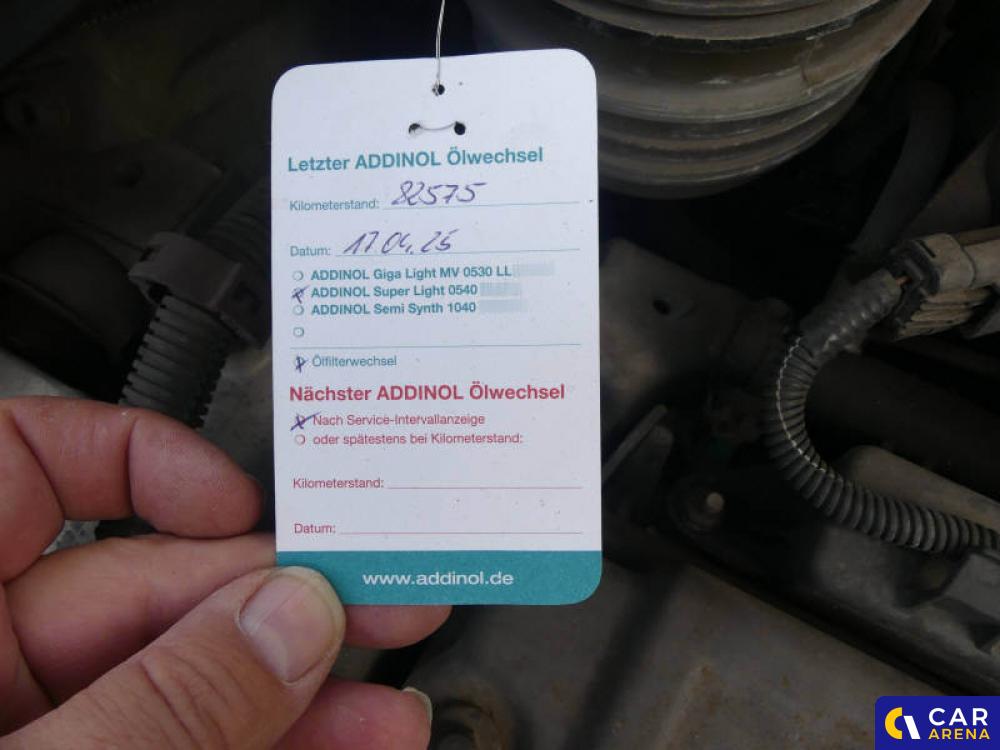 Letzter ADDINOL Ölwechsel
Kilometerstand: 82575
Datum: 17.04.25
ADDINOL Giga Light MV 0530 LL
ADDINOL Super Light 0540
ADDINOL Semi Synth 1040
Ölfilterwechsel
Nächster ADDINOL Ölwechsel
Nach Service-Intervallanzeige
oder spätestens bei Kilometerstand:
Kilometerstand:
Datum:
www.addinol.de
CAR
ARENA